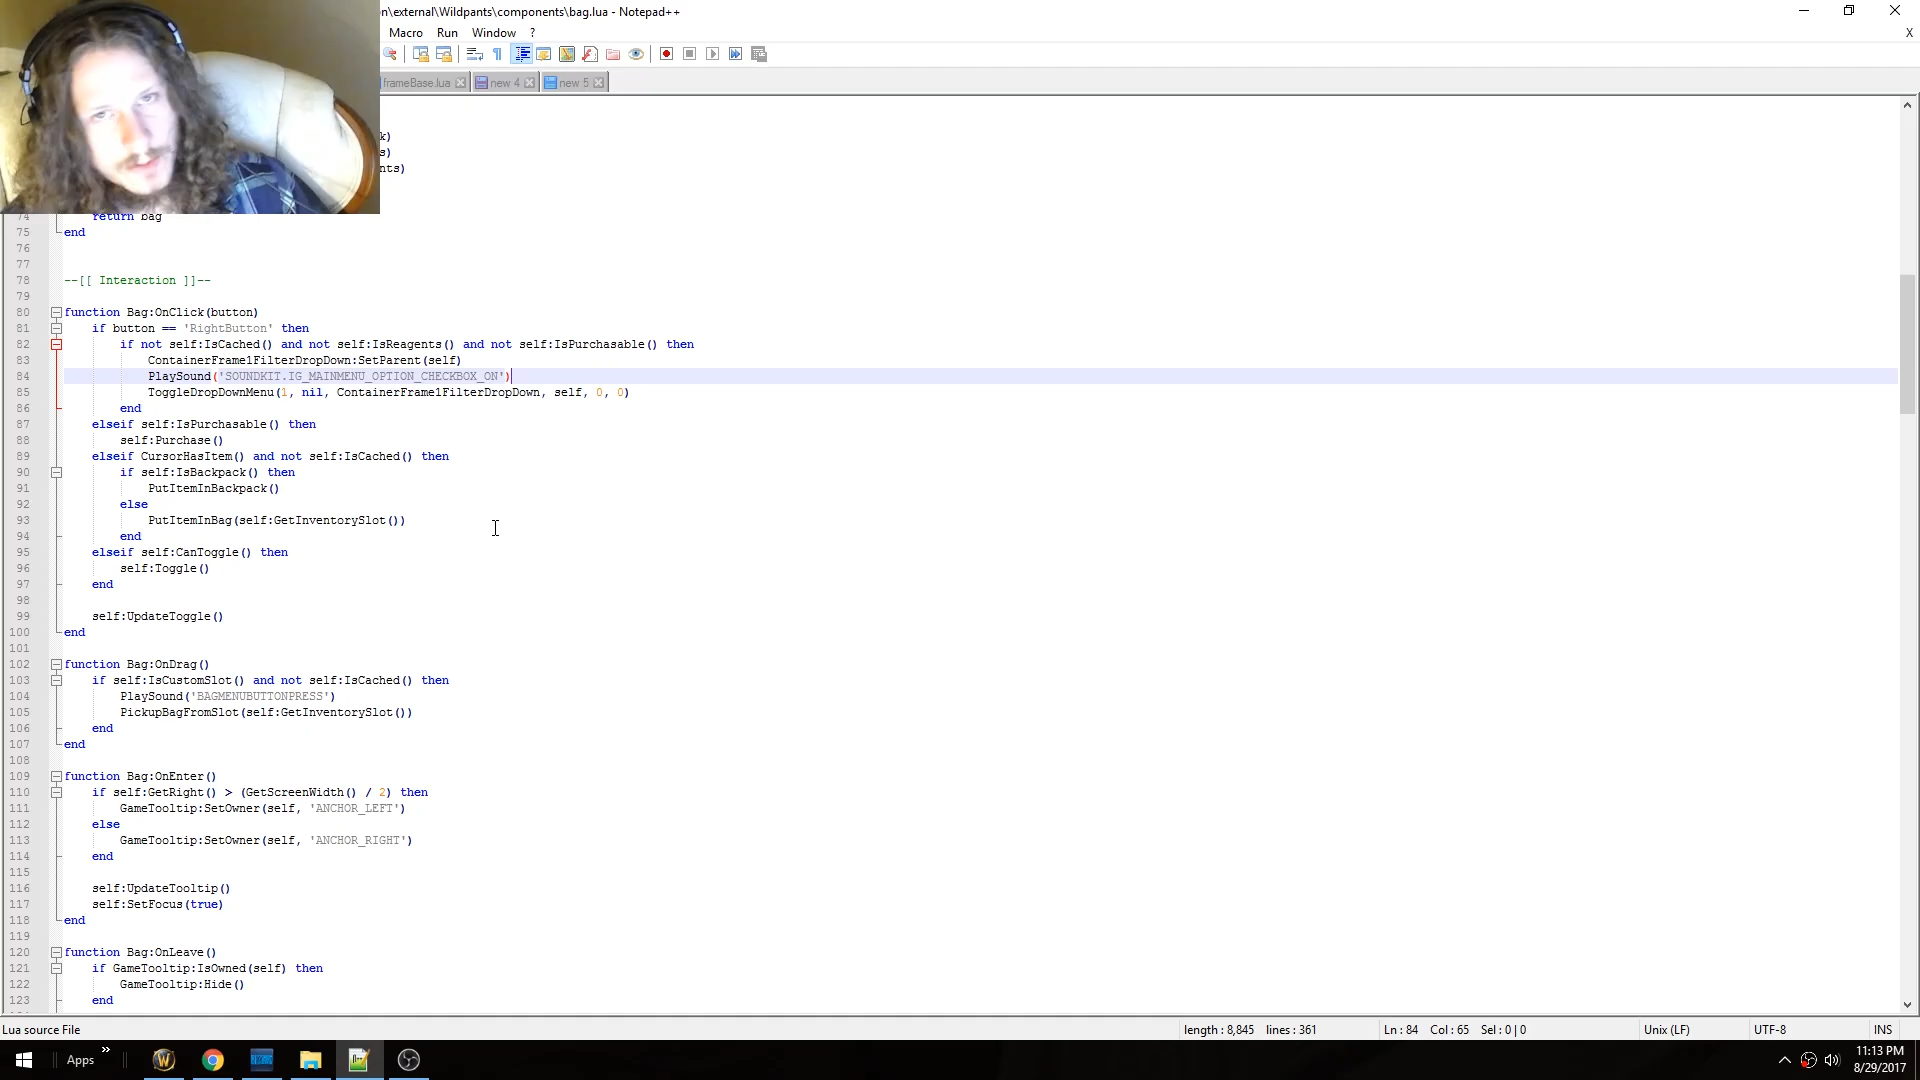 n\external\Wildpants\components\bag.lua - Notepad++
Macro Run Window ? X
frameBase.lua new 4 new 5
k)
s)
nts)
74 return bag
75 end
76
77
78 --[[ Interaction ]]--
79
80 function Bag:OnClick(button)
81 if button == 'RightButton' then
82 if not self:IsCached() and not self:IsReagents() and not self:IsPurchasable() then
83 ContainerFrame1FilterDropDown:SetParent(self)
84 PlaySound('SOUNDKIT.IG_MAINMENU_OPTION_CHECKBOX_ON')
85 ToggleDropDownMenu(1, nil, ContainerFrame1FilterDropDown, self, 0, 0)
86 end
87 elseif self:IsPurchasable() then
88 self:Purchase()
89 elseif CursorHasItem() and not self:IsCached() then
90 if self:IsBackpack() then
91 PutItemInBackpack()
92 else
93 PutItemInBag(self:GetInventorySlot())
94 end
95 elseif self:CanToggle() then
96 self:Toggle()
97 end
98
99 self:UpdateToggle()
100 end
101
102 function Bag:OnDrag()
103 if self:IsCustomSlot() and not self:IsCached() then
104 PlaySound('BAGMENUBUTTONPRESS')
105 PickupBagFromSlot(self:GetInventorySlot())
106 end
107 end
108
109 function Bag:OnEnter()
110 if self:GetRight() > (GetScreenWidth() / 2) then
111 GameTooltip:SetOwner(self, 'ANCHOR_LEFT')
112 else
113 GameTooltip:SetOwner(self, 'ANCHOR_RIGHT')
114 end
115
116 self:UpdateTooltip()
117 self:SetFocus(true)
118 end
119
120 function Bag:OnLeave()
121 if GameTooltip:IsOwned(self) then
122 GameTooltip:Hide()
123 end
Lua source File length : 8,845 lines : 361 Ln : 84 Col : 65 Sel : 0 | 0 Unix (LF) UTF-8 INS
Apps » 11:13 PM
8/29/2017